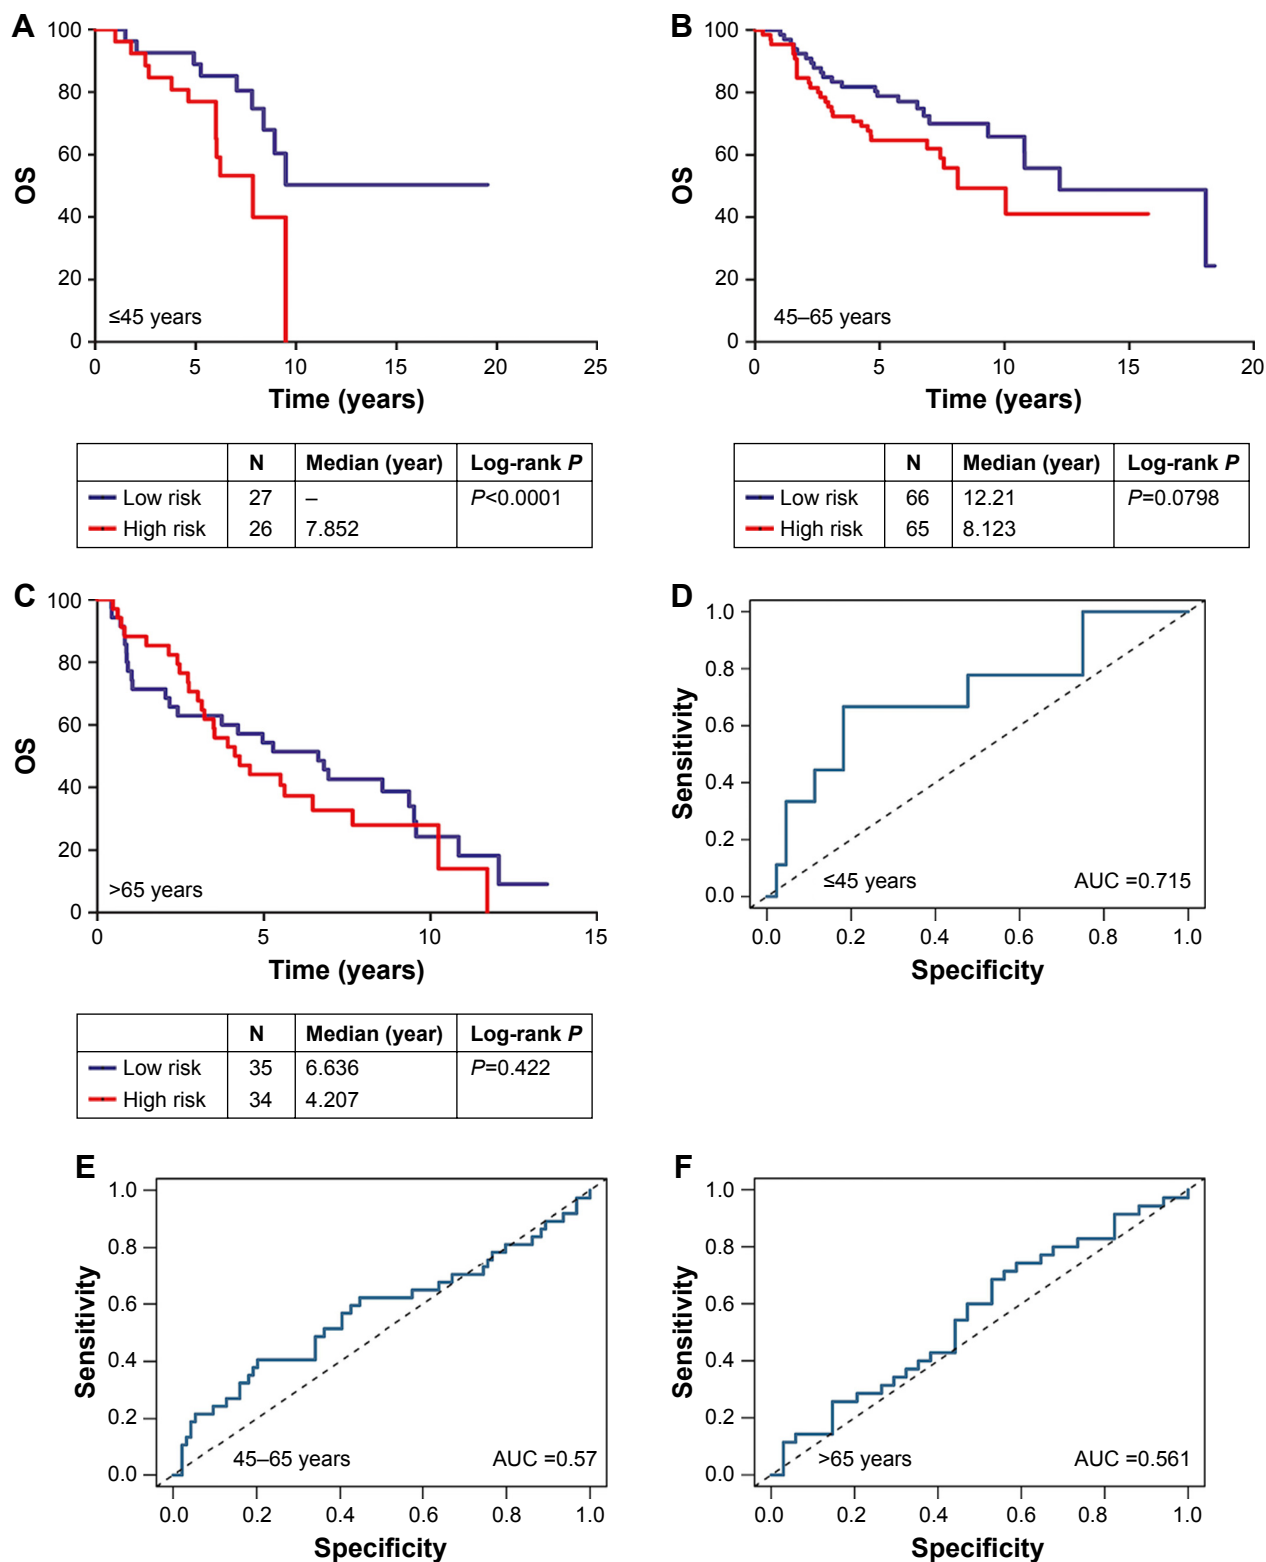 A
100
80
60
40
20
0
OS
≤45 years
0 5 10 15 20 25
Time (years)
N Median (year) Log-rank P
Low risk 27 – P<0.0001
High risk 26 7.852
B
100
80
60
40
20
0
OS
45–65 years
0 5 10 15 20
Time (years)
N Median (year) Log-rank P
Low risk 66 12.21 P=0.0798
High risk 65 8.123
C
100
80
60
40
20
0
OS
>65 years
0 5 10 15
Time (years)
N Median (year) Log-rank P
Low risk 35 6.636 P=0.422
High risk 34 4.207
D
1.0
0.8
0.6
0.4
0.2
0.0
Sensitivity
≤45 years AUC =0.715
0.0 0.2 0.4 0.6 0.8 1.0
Specificity
E
1.0
0.8
0.6
0.4
0.2
0.0
Sensitivity
45–65 years AUC =0.57
0.0 0.2 0.4 0.6 0.8 1.0
Specificity
F
1.0
0.8
0.6
0.4
0.2
0.0
Sensitivity
>65 years AUC =0.561
0.0 0.2 0.4 0.6 0.8 1.0
Specificity